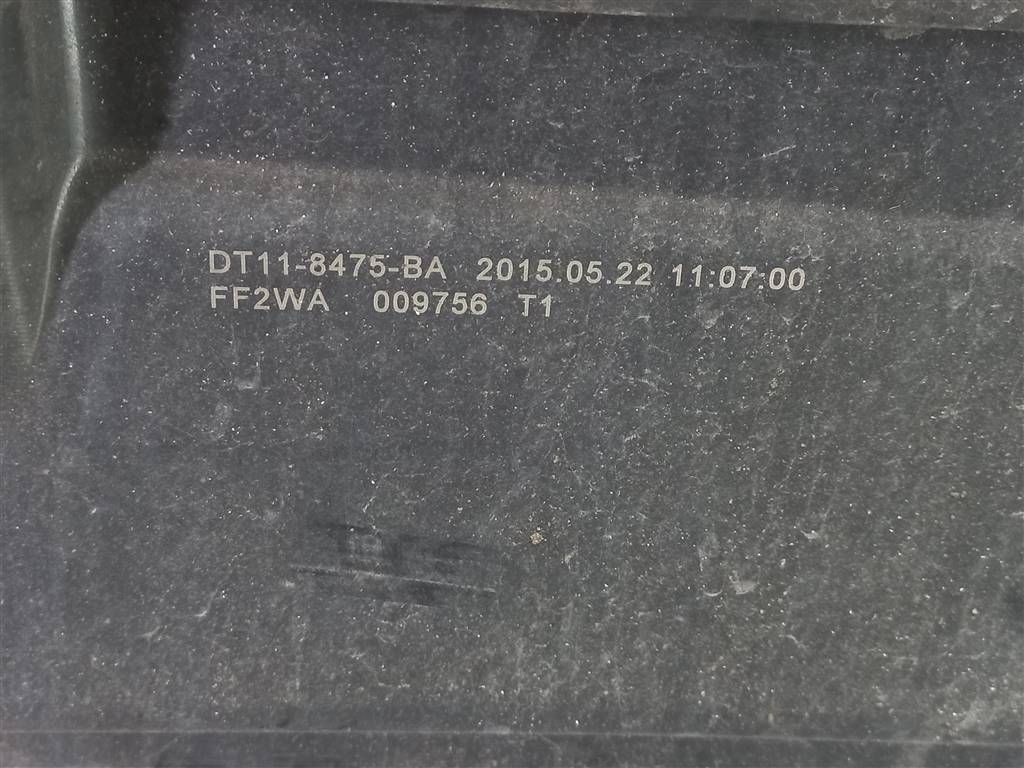 DT11-8475-BA 2015.05.22 11:07:00
FF2WA 009756 T1